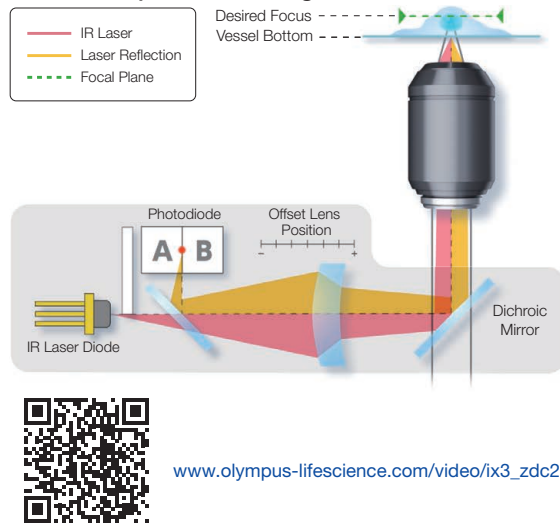 IR Laser
Laser Reflection
Focal Plane
Desired Focus
Vessel Bottom
Photodiode
A B
Offset Lens
Position
- +
IR Laser Diode
Dichroic
Mirror
www.olympus-lifescience.com/video/ix3_zdc2